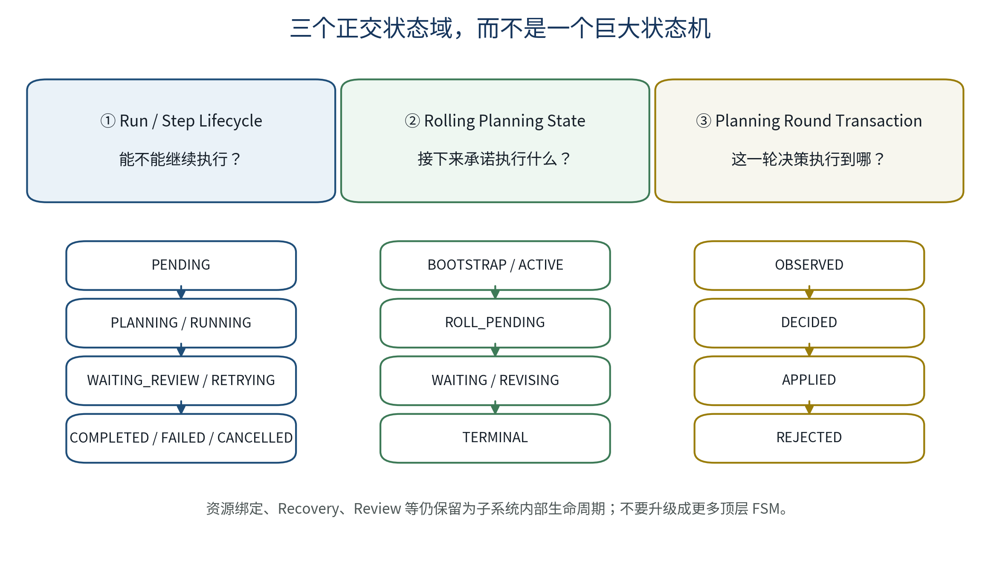 三个正交状态域，而不是一个巨大状态机
① Run / Step Lifecycle
能不能继续执行？
② Rolling Planning State
接下来承诺执行什么？
③ Planning Round Transaction
这一轮决策执行到哪？
PENDING
PLANNING / RUNNING
WAITING_REVIEW / RETRYING
COMPLETED / FAILED / CANCELLED
BOOTSTRAP / ACTIVE
ROLL_PENDING
WAITING / REVISING
TERMINAL
OBSERVED
DECIDED
APPLIED
REJECTED
资源绑定、Recovery、Review 等仍保留为子系统内部生命周期；不要升级成更多顶层 FSM。